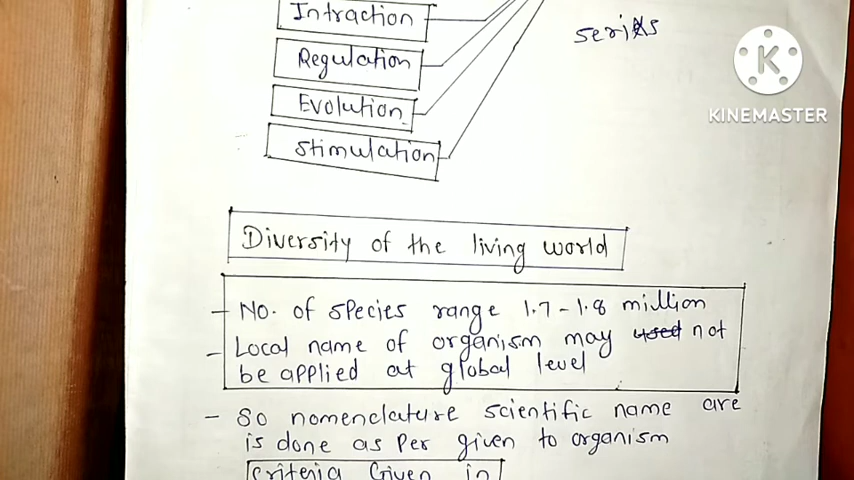 Intraction
Regulation
Evolution
Stimulation
series
K
KINEMASTER
Diversity of the living world
- No. of species range 1.7 - 1.8 million
- Local name of organism may used not
be applied at global level
- So nomenclature scientific name are
is done as per given to organism
Criteria Given in